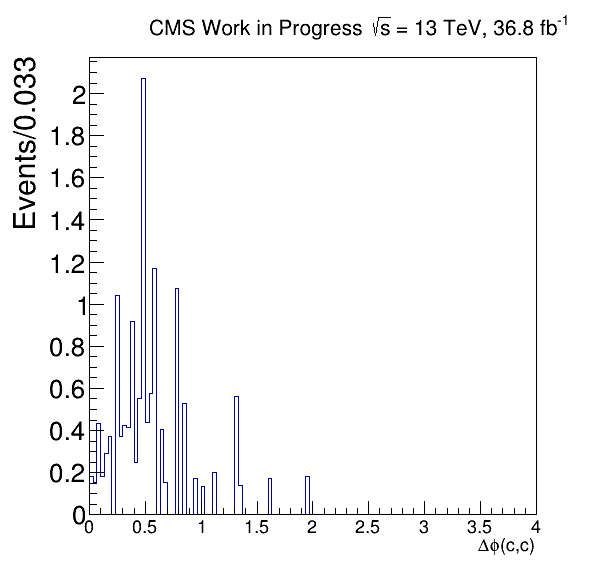 CMS Work in Progress √s = 13 TeV, 36.8 fb⁻¹
Events/0.033
2
1.8
1.6
1.4
1.2
1
0.8
0.6
0.4
0.2
0
0 0.5 1 1.5 2 2.5 3 3.5 4
Δϕ(c,c)